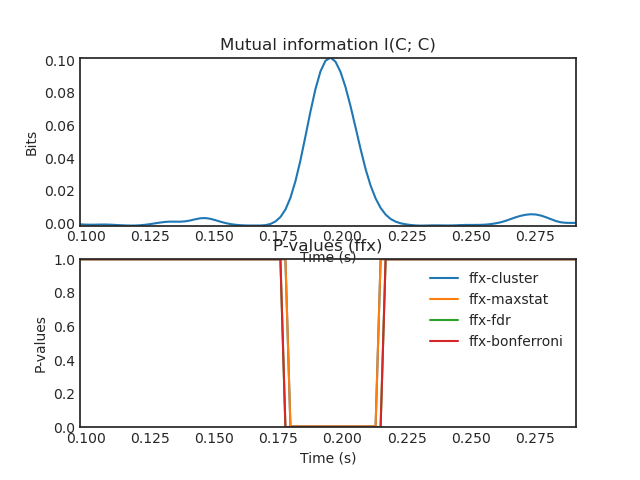 Mutual information I(C; C)
0.10
0.08
0.06
0.04
0.02
0.00
Bits
0.100 0.125 0.150 0.175 0.200 0.225 0.250 0.275
Time (s)
P-values (ffx)
1.0
0.8
0.6
0.4
0.2
0.0
P-values
ffx-cluster
ffx-maxstat
ffx-fdr
ffx-bonferroni
0.100 0.125 0.150 0.175 0.200 0.225 0.250 0.275
Time (s)